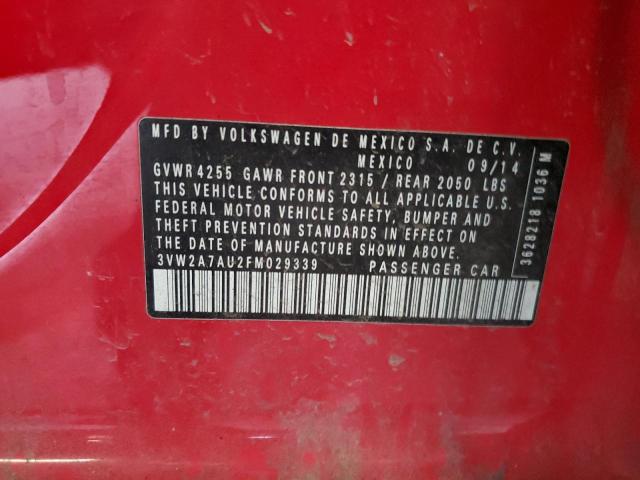 MFD BY VOLKSWAGEN DE MEXICO S.A. DE C.V.
MEXICO 09/14
GVWR 4255 GAWR FRONT 2315 / REAR 2050 LBS
THIS VEHICLE CONFORMS TO ALL APPLICABLE U.S.
FEDERAL MOTOR VEHICLE SAFETY, BUMPER AND
THEFT PREVENTION STANDARDS IN EFFECT ON
THE DATE OF MANUFACTURE SHOWN ABOVE.
3VW2A7AU2FM029339 PASSENGER CAR
3628218 1036 M